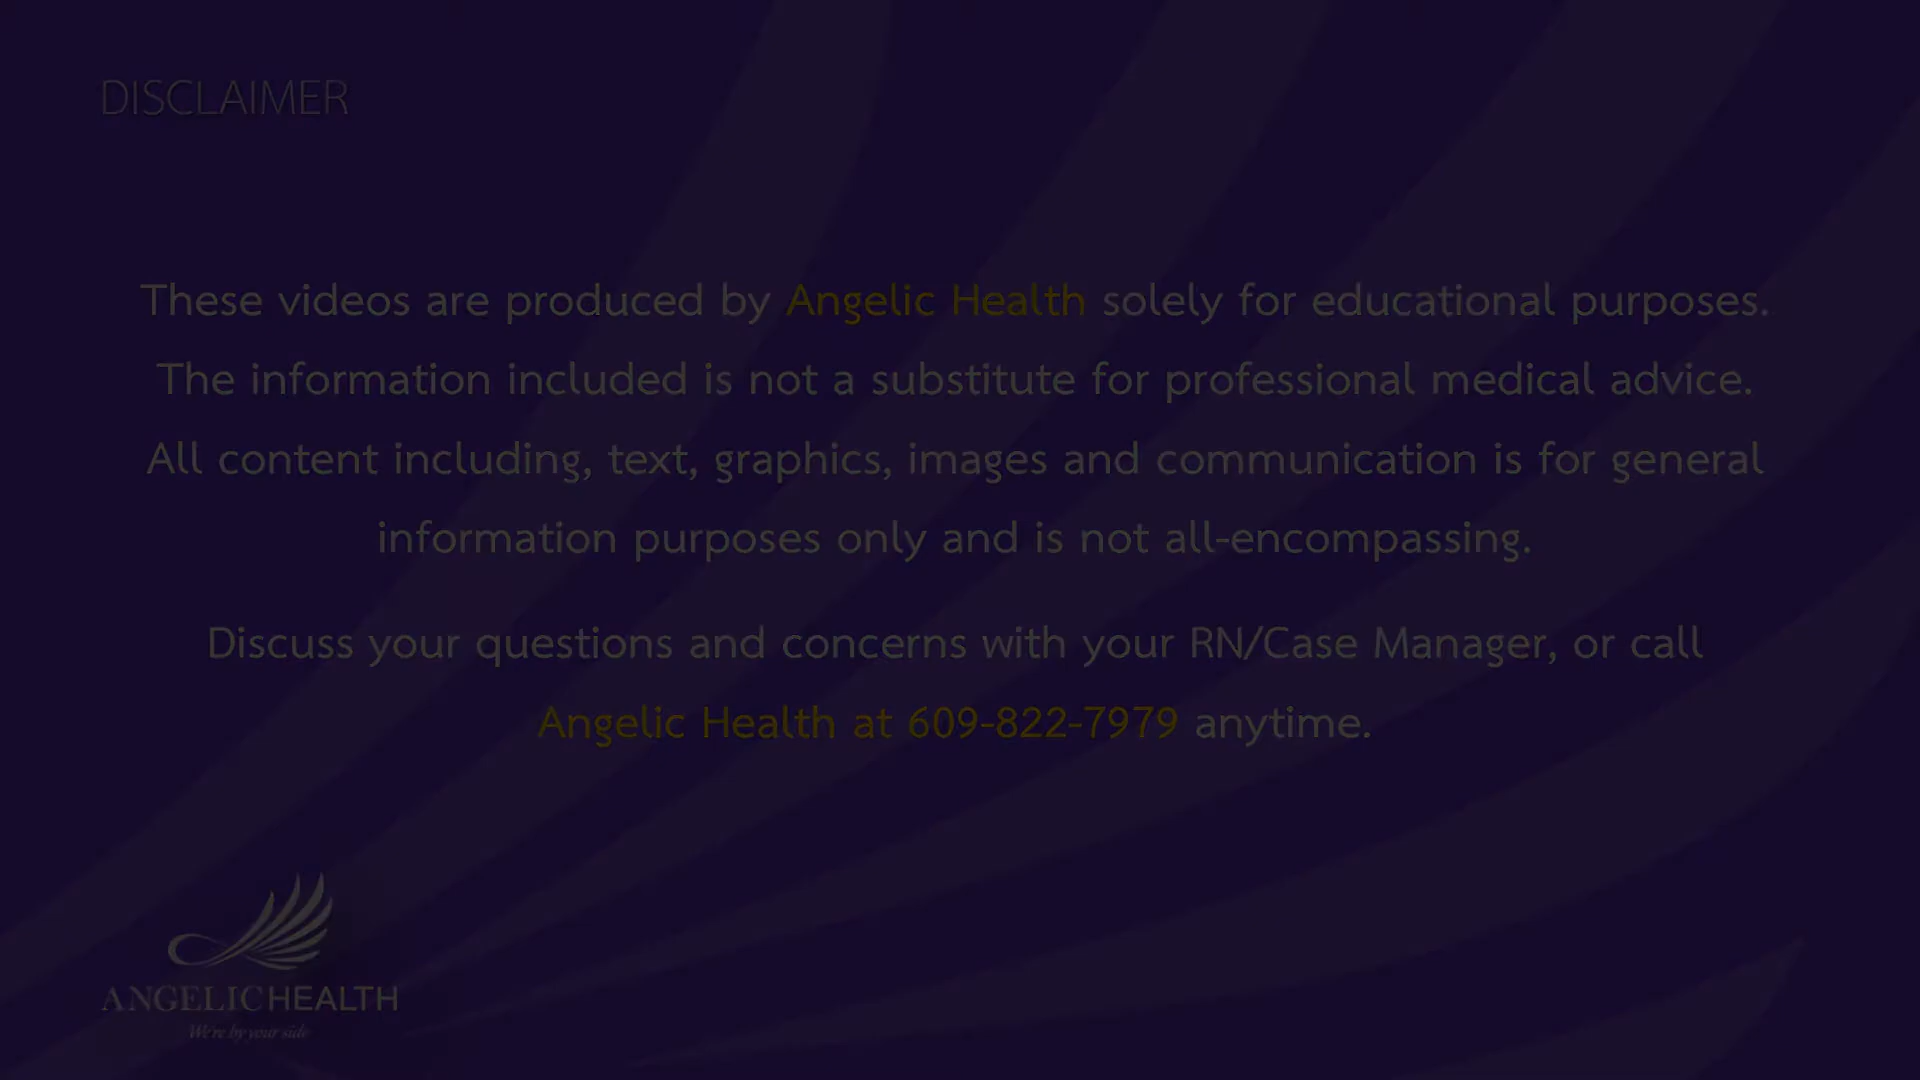 DISCLAIMER
These videos are produced by Angelic Health solely for educational purposes.
The information included is not a substitute for professional medical advice.
All content including, text, graphics, images and communication is for general
information purposes only and is not all-encompassing.
Discuss your questions and concerns with your RN/Case Manager, or call
Angelic Health at 609-822-7979 anytime.
ANGELICHEALTH
We're by your side